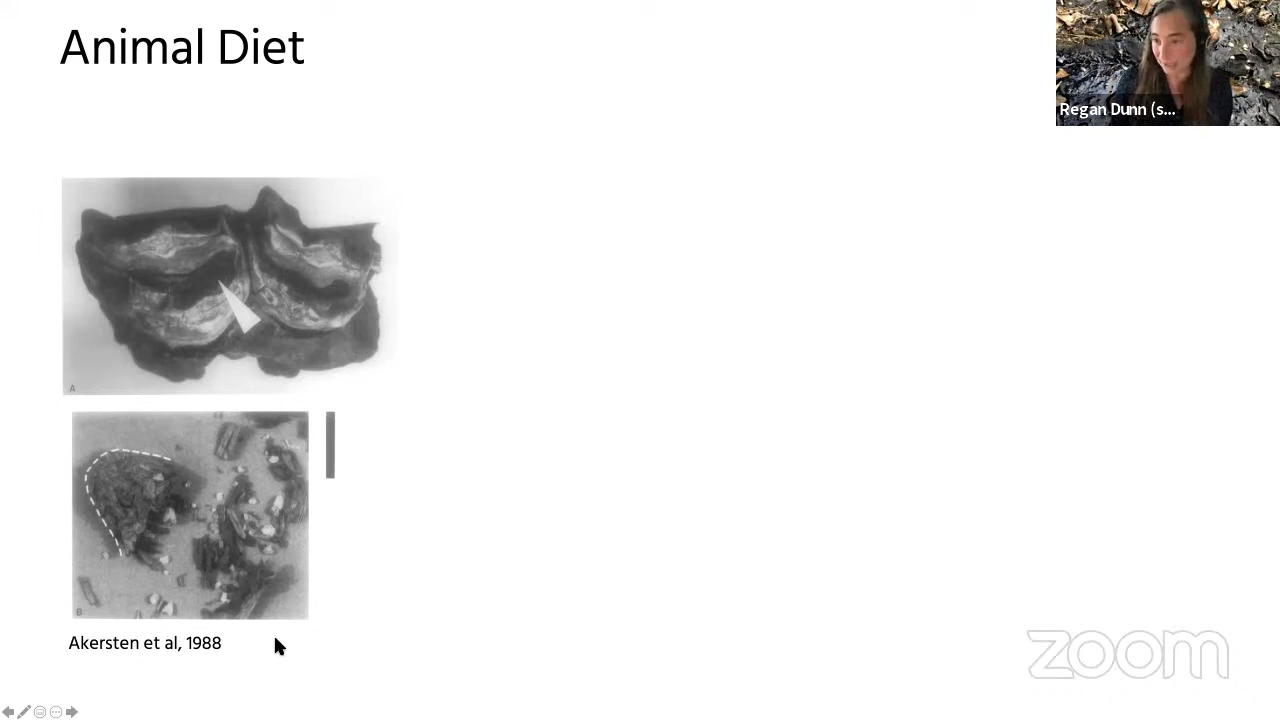 Animal Diet
Regan Dunn (s...
A
B
Akersten et al, 1988
zoom